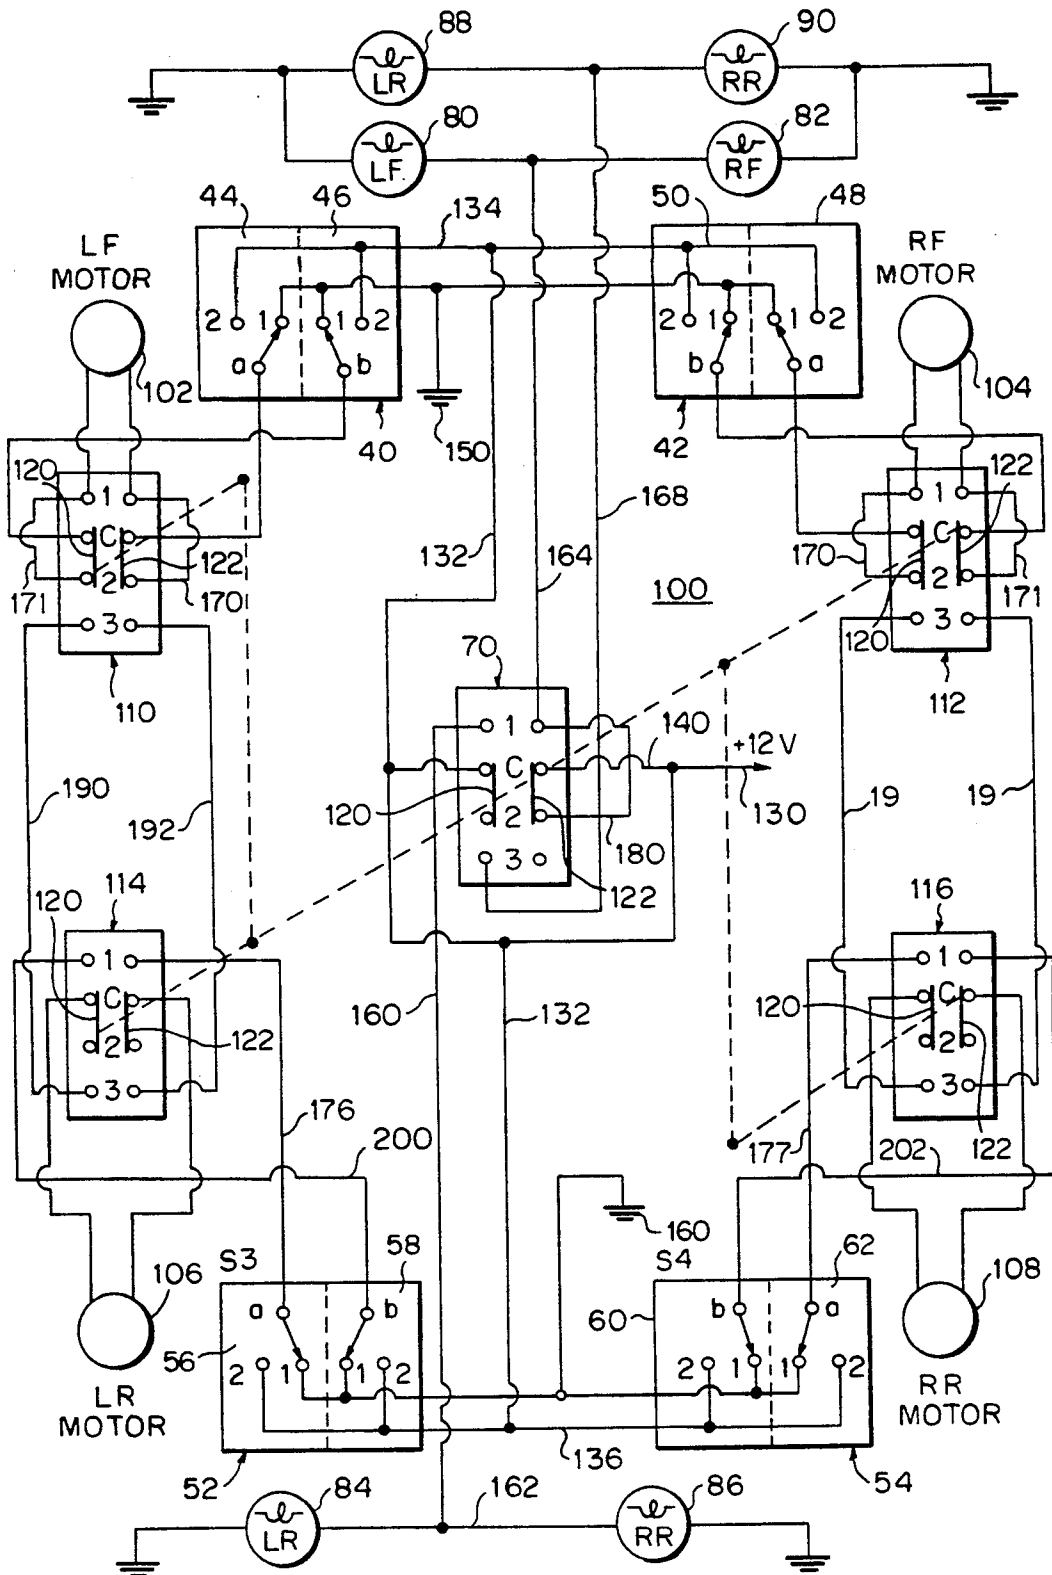 88
90
LR
RR
80
82
LF
RF
44
46
134
50
48
LF
MOTOR
RF
MOTOR
2 1 1 2
2 1 1 2
a b
b a
102
104
40
150
42
120
1
122
1
168
C
C
132
164
122
170
120
171 2 170
100
2 171
3
3
70
110
112
1
140
+12V
190
C
19
19
120
130
192
2
180
114
3
122
116
120
1
1
C
160
132
120
C
2
122
2
3
3
176
177
122
200
202
160
S3
58
S4
62
106
a b
b a
108
60
56
2 1 1 2
2 1 1 2
LR
MOTOR
RR
MOTOR
136
52
84
162
86
54
LR
RR